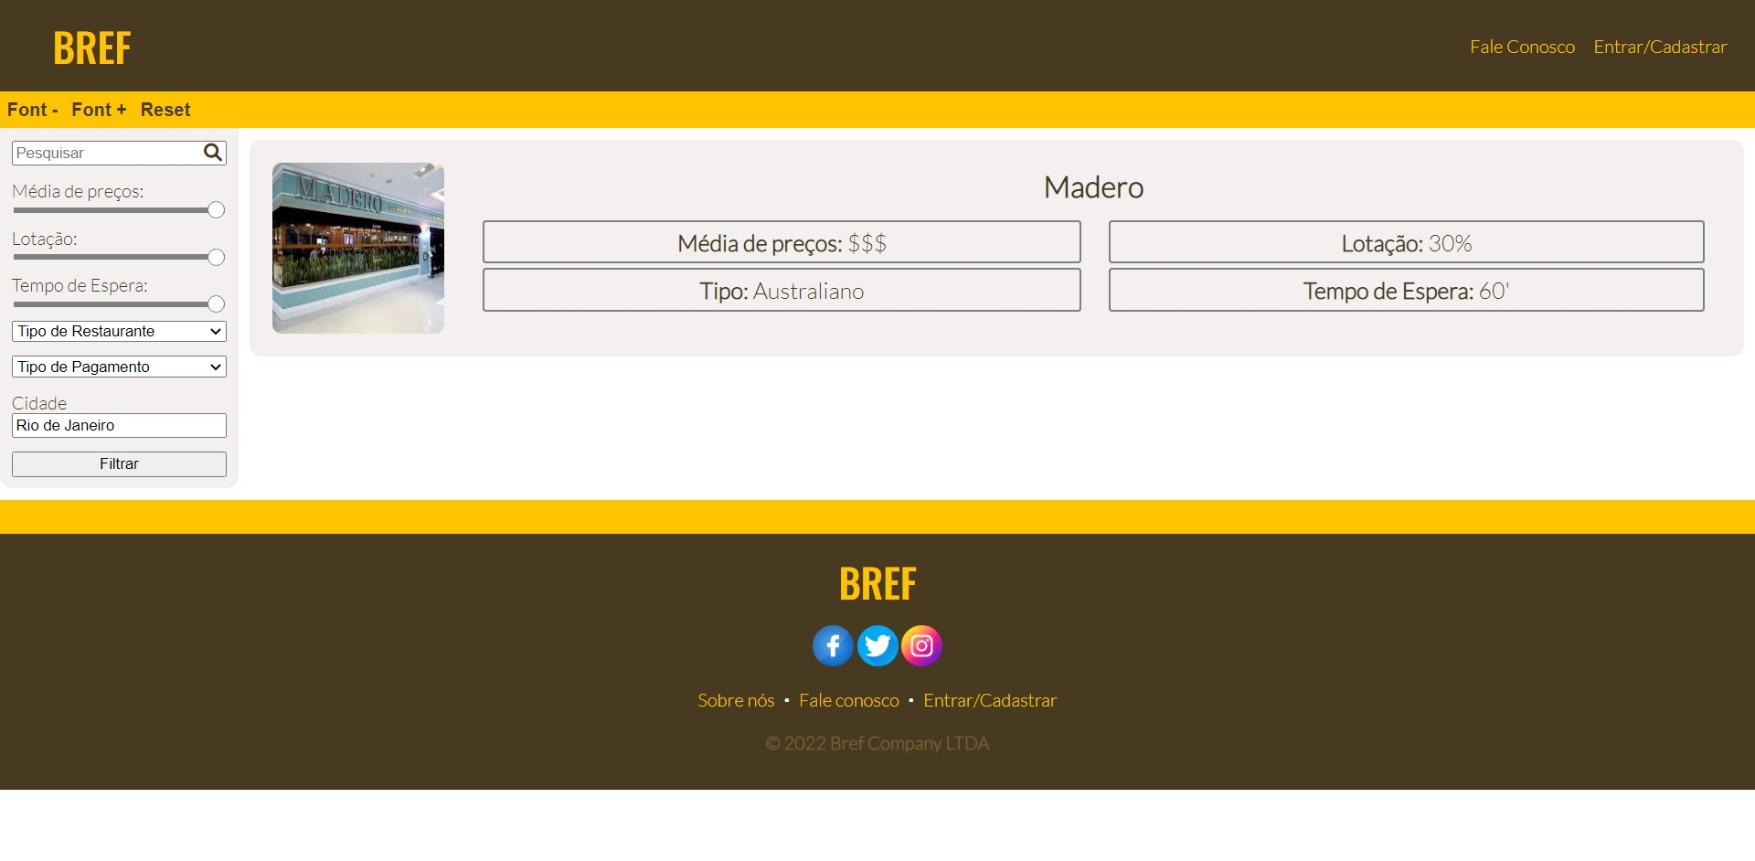 BREF
Fale Conosco Entrar/Cadastrar
Font - Font + Reset
Pesquisar
Média de preços:
Lotação:
Tempo de Espera:
Tipo de Restaurante
Tipo de Pagamento
Cidade
Rio de Janeiro
Filtrar
MADERO
Madero
Média de preços: $$$
Lotação: 30%
Tipo: Australiano
Tempo de Espera: 60'
BREF
Sobre nós • Fale conosco • Entrar/Cadastrar
© 2022 Bref Company LTDA